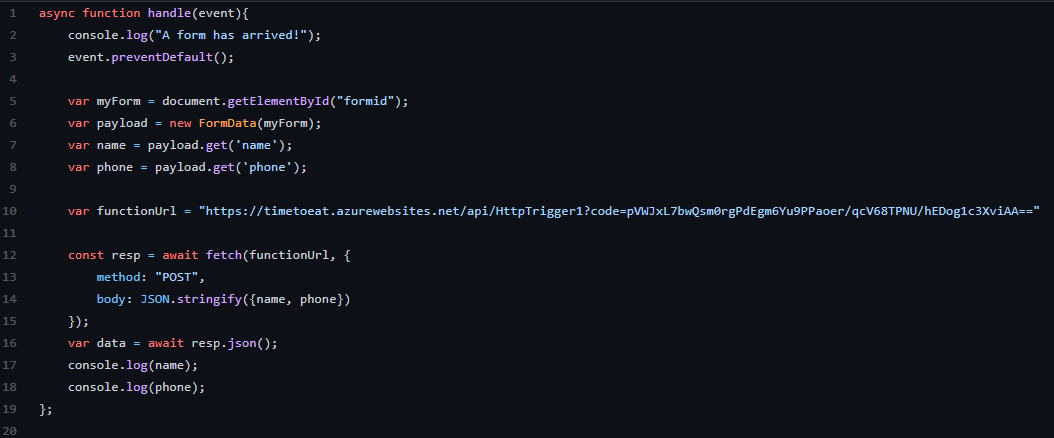 1 async function handle(event){
2 console.log("A form has arrived!");
3 event.preventDefault();
4
5 var myForm = document.getElementById("formid");
6 var payload = new FormData(myForm);
7 var name = payload.get('name');
8 var phone = payload.get('phone');
9
10 var functionUrl = "https://timetoeat.azurewebsites.net/api/HttpTrigger1?code=pVWJxL7bwQsm0rgPdEgm6Yu9PPaoer/qcV68TPNU/hEDog1c3XviAA=="
11
12 const resp = await fetch(functionUrl, {
13 method: "POST",
14 body: JSON.stringify({name, phone})
15 });
16 var data = await resp.json();
17 console.log(name);
18 console.log(phone);
19 };
20